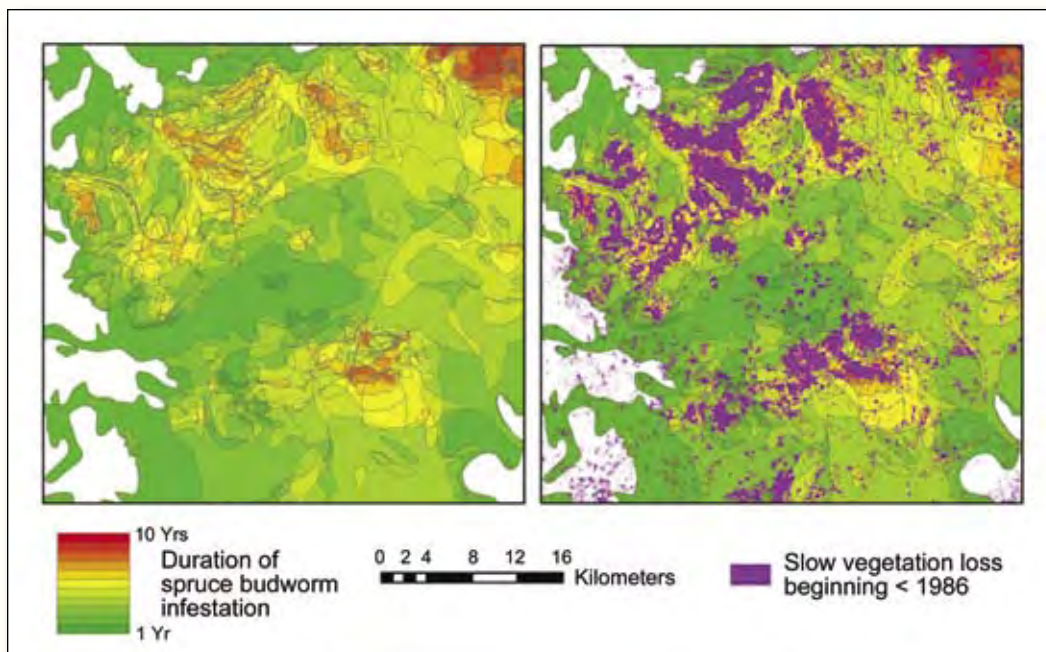 10 Yrs
Duration of
spruce budworm
infestation
1 Yr
0 2 4 8 12 16
Kilometers
Slow vegetation loss
beginning < 1986